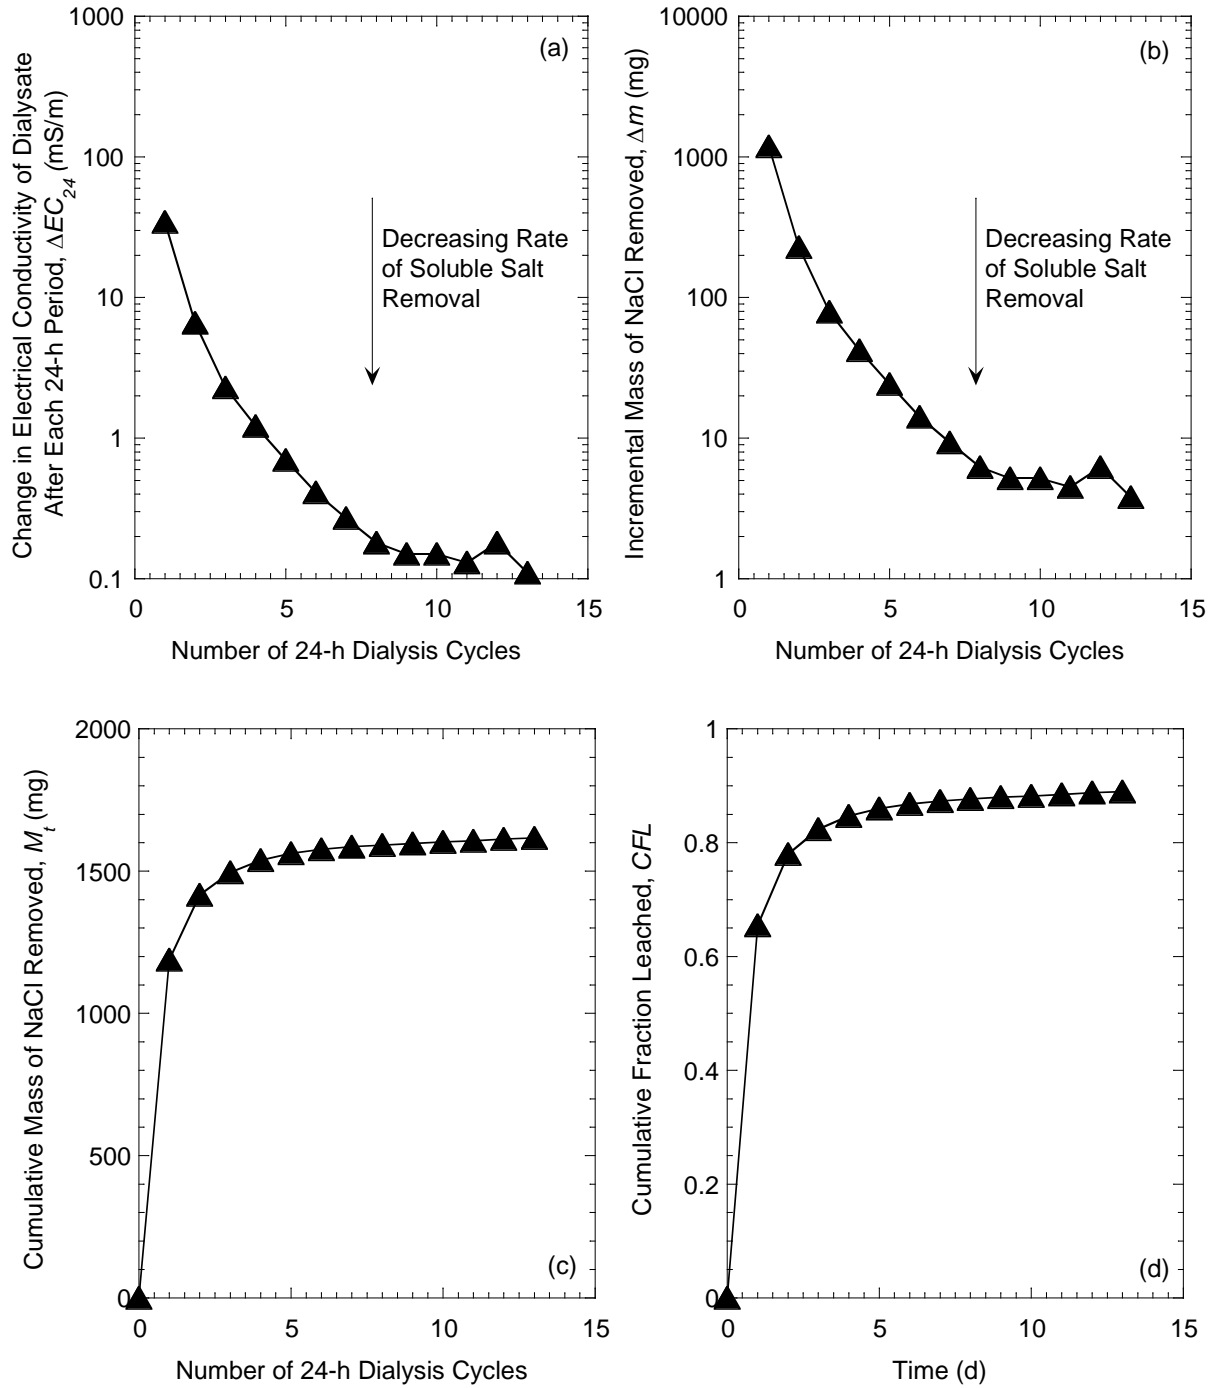 Change in Electrical Conductivity of Dialysate
After Each 24-h Period, ΔEC24 (mS/m)
1000
100
10
1
0.1
(a)
Decreasing Rate
of Soluble Salt
Removal
0 5 10 15
Number of 24-h Dialysis Cycles
Incremental Mass of NaCl Removed, Δm (mg)
10000
1000
100
10
1
(b)
Decreasing Rate
of Soluble Salt
Removal
0 5 10 15
Number of 24-h Dialysis Cycles
Cumulative Mass of NaCl Removed, Mt (mg)
2000
1500
1000
500
0
(c)
0 5 10 15
Number of 24-h Dialysis Cycles
Cumulative Fraction Leached, CFL
1
0.8
0.6
0.4
0.2
0
(d)
0 5 10 15
Time (d)